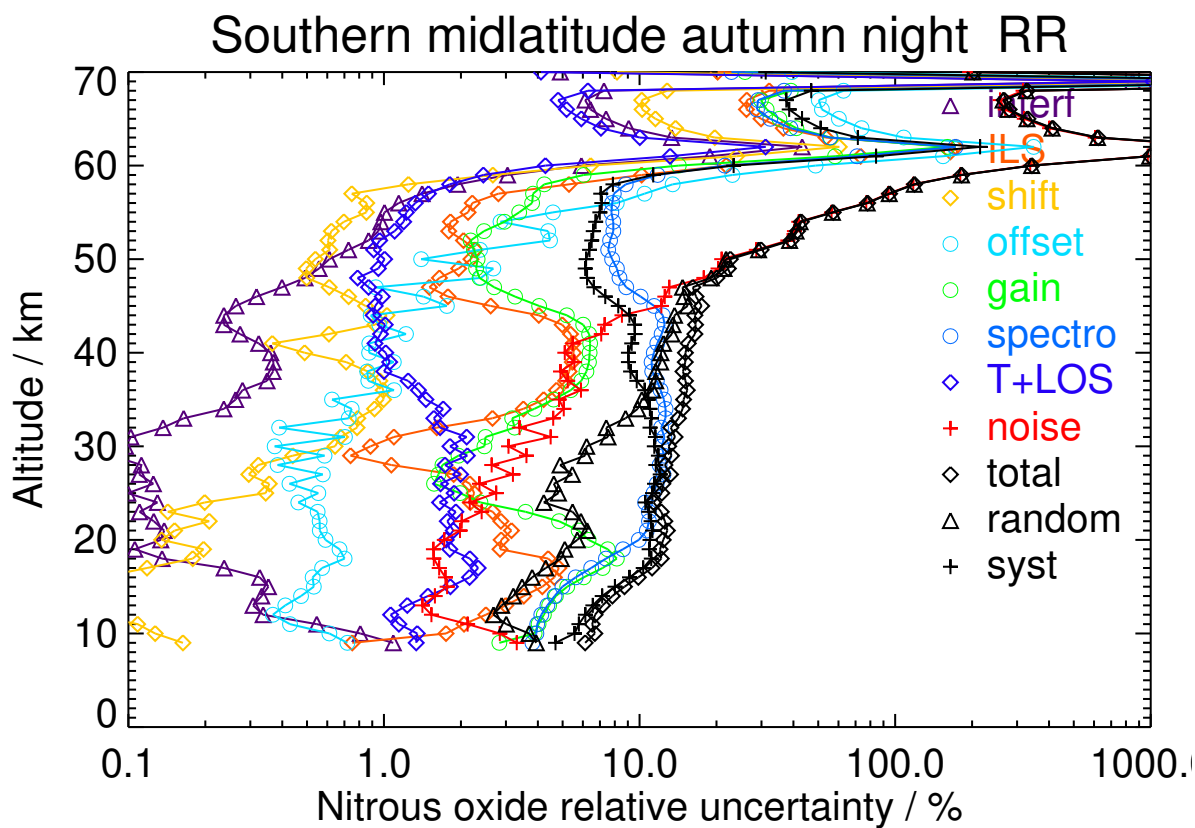 Southern midlatitude autumn night RR
70
60
50
40
30
20
10
0
Altitude / km
interf
ILS
shift
offset
gain
spectro
T+LOS
noise
total
random
syst
0.1 1.0 10.0 100.0 1000.0
Nitrous oxide relative uncertainty / %